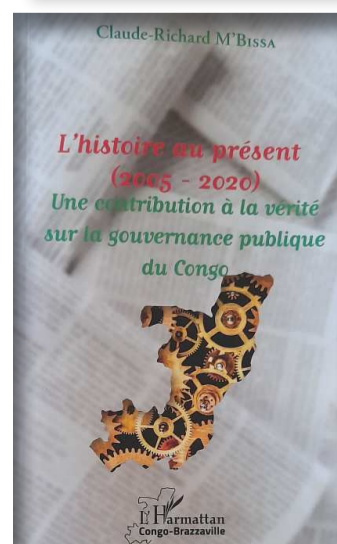 Claude-Richard M'BISSA
L'histoire au présent
(2005 - 2020)
Une contribution à la vérité
sur la gouvernance publique
du Congo
L'Harmattan
Congo-Brazzaville